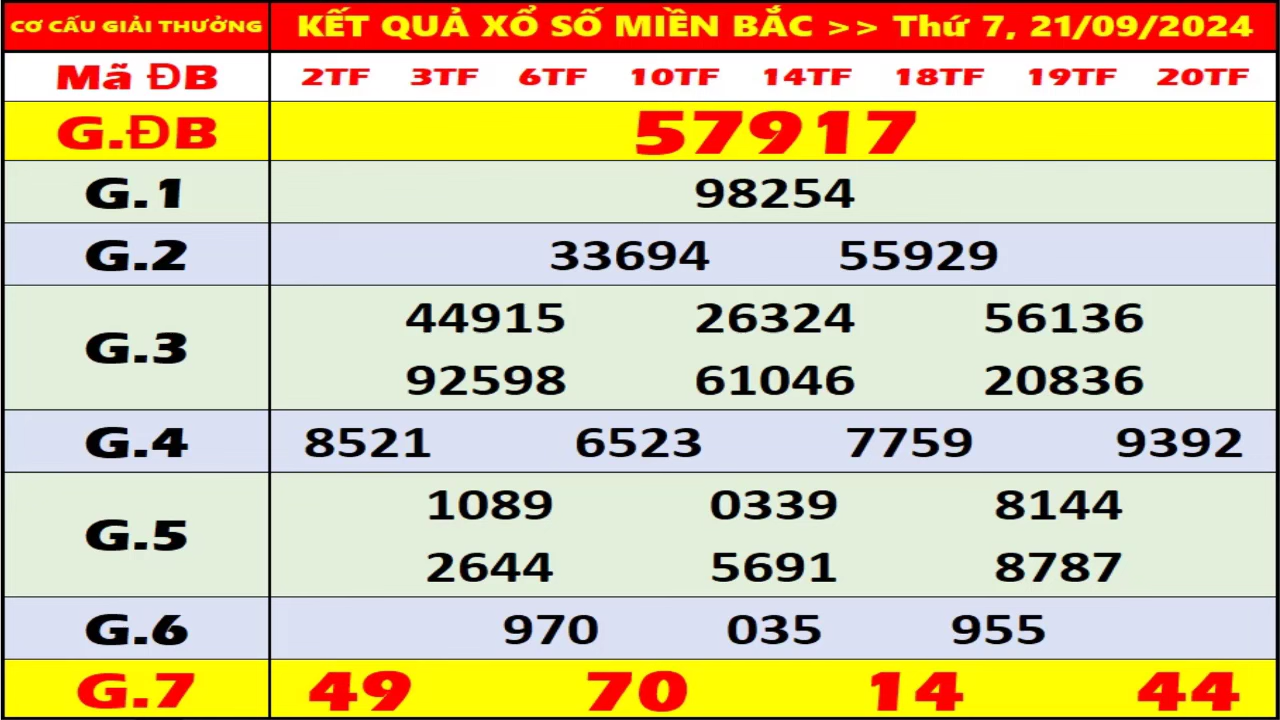 CƠ CẤU GIẢI THƯỞNG KẾT QUẢ XỔ SỐ MIỀN BẮC >> Thứ 7, 21/09/2024
Mã ĐB 2TF 3TF 6TF 10TF 14TF 18TF 19TF 20TF
G.ĐB 57917
G.1 98254
G.2 33694 55929
G.3
44915 26324 56136
92598 61046 20836
G.4 8521 6523 7759 9392
G.5
1089 0339 8144
2644 5691 8787
G.6 970 035 955
G.7 49 70 14 44